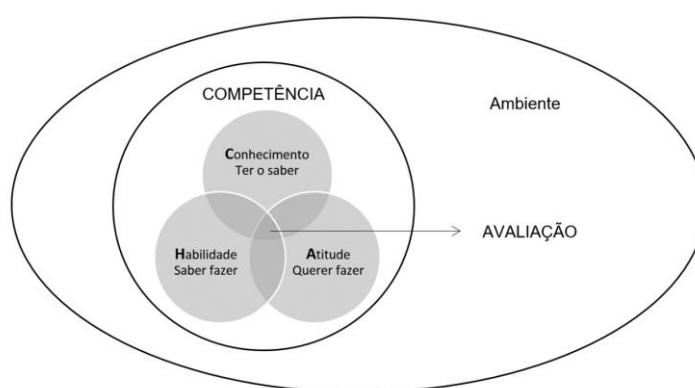 COMPETÊNCIA
Ambiente
Conhecimento
Ter o saber
AVALIAÇÃO
Habilidade
Saber fazer
Atitude
Querer fazer